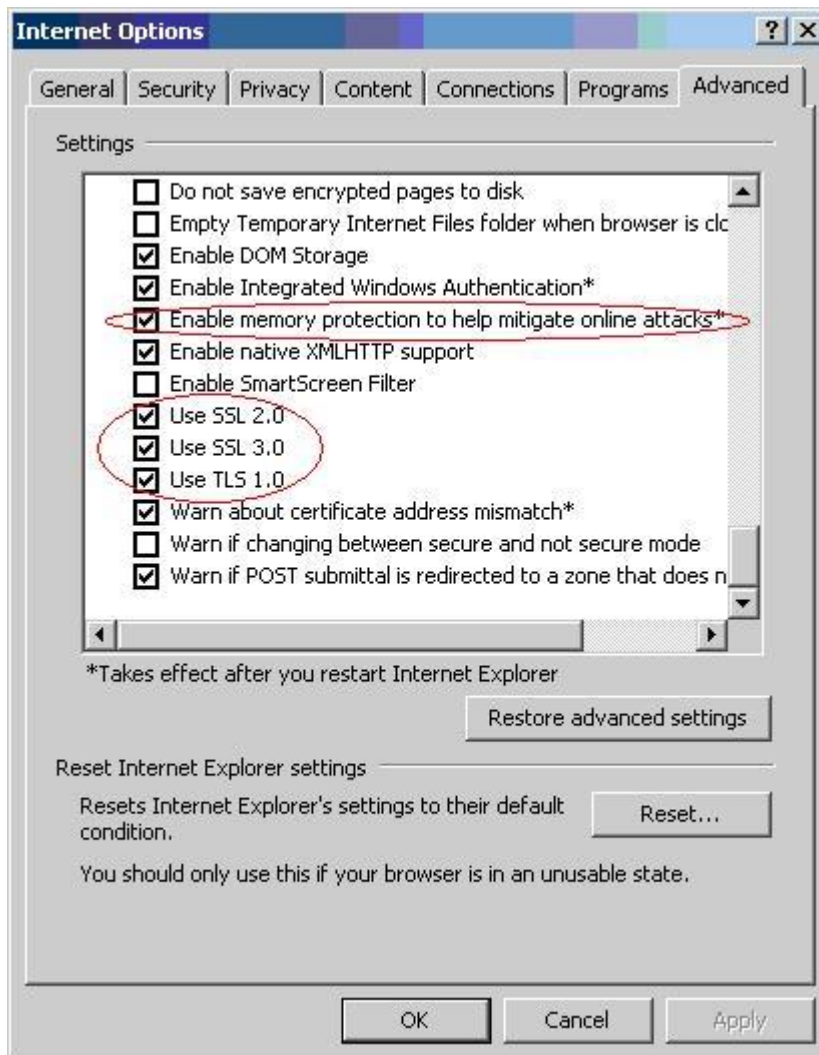 Internet Options
General Security Privacy Content Connections Programs Advanced
Settings
Do not save encrypted pages to disk
Empty Temporary Internet Files folder when browser is clo
Enable DOM Storage
Enable Integrated Windows Authentication*
Enable memory protection to help mitigate online attacks*
Enable native XMLHTTP support
Enable SmartScreen Filter
Use SSL 2.0
Use SSL 3.0
Use TLS 1.0
Warn about certificate address mismatch*
Warn if changing between secure and not secure mode
Warn if POST submittal is redirected to a zone that does n
*Takes effect after you restart Internet Explorer
Restore advanced settings
Reset Internet Explorer settings
Resets Internet Explorer's settings to their default
condition.
Reset...
You should only use this if your browser is in an unusable state.
OK Cancel Apply